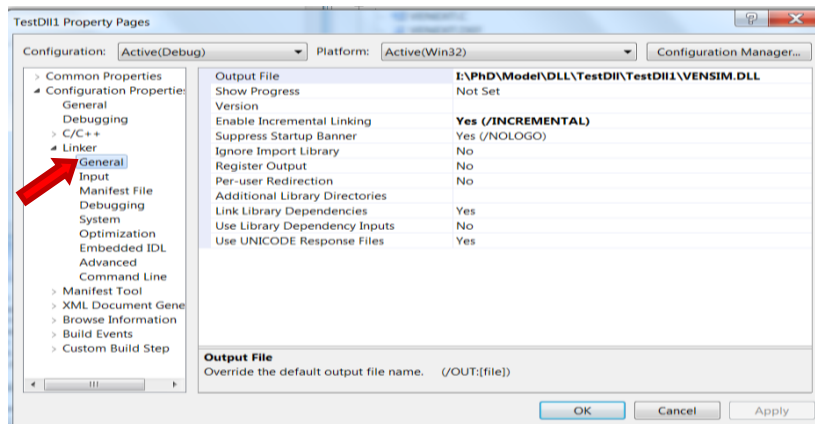 TestDll1 Property Pages
Configuration: Active(Debug) Platform: Active(Win32) Configuration Manager...
Common Properties
Configuration Propertie
General
Debugging
C/C++
Linker
General
Input
Manifest File
Debugging
System
Optimization
Embedded IDL
Advanced
Command Line
Manifest Tool
XML Document Gene
Browse Information
Build Events
Custom Build Step
Output File I:\PhD\Model\DLL\TestDll\TestDll1\VENSIM.DLL
Show Progress Not Set
Version
Enable Incremental Linking Yes (/INCREMENTAL)
Suppress Startup Banner Yes (/NOLOGO)
Ignore Import Library No
Register Output No
Per-user Redirection No
Additional Library Directories
Link Library Dependencies Yes
Use Library Dependency Inputs No
Use UNICODE Response Files Yes
Output File
Override the default output file name. (/OUT:[file])
OK Cancel Apply